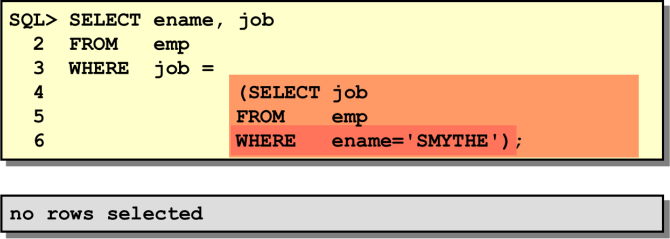 SQL> SELECT ename, job
2 FROM emp
3 WHERE job =
4 (SELECT job
5 FROM emp
6 WHERE ename='SMYTHE');
no rows selected